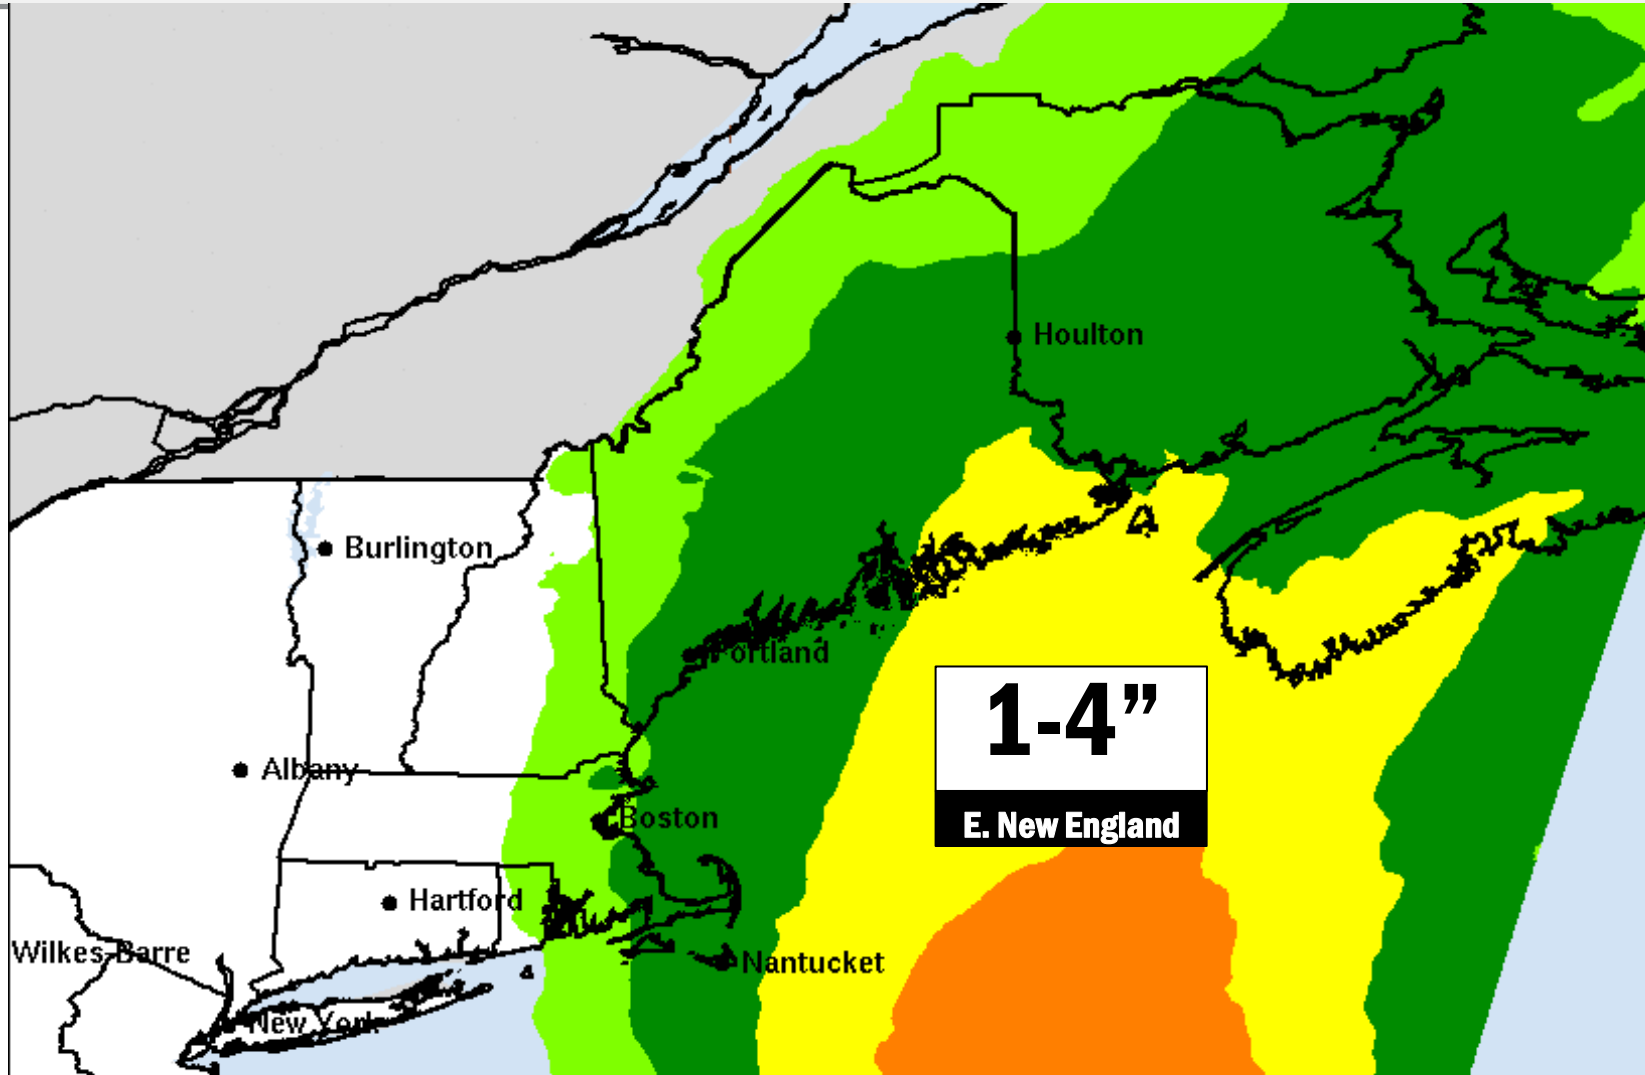 Houlton
Burlington
Portland
1-4”
Albany
Boston
E. New England
Hartford
Wilkes-Barre
Nantucket
New York